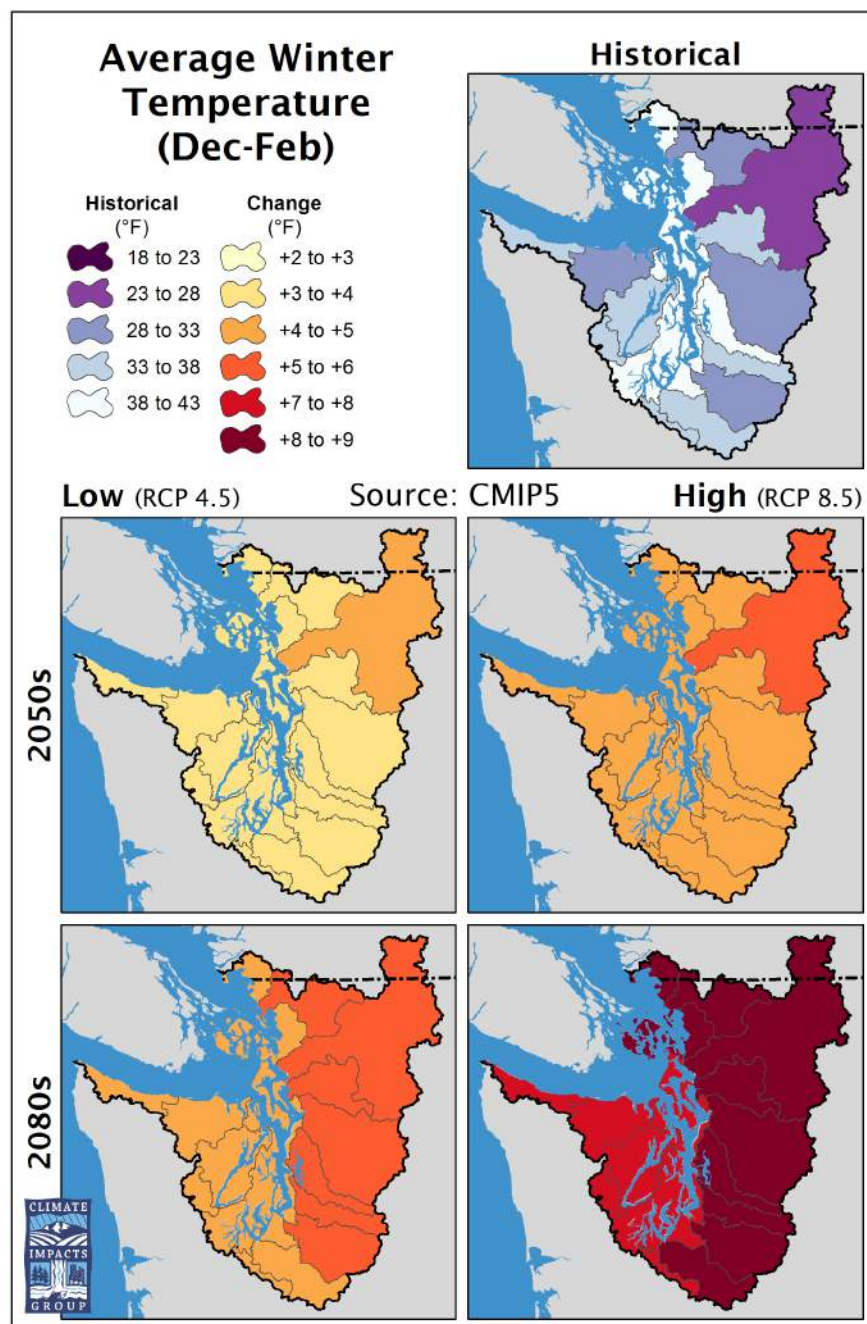 Average Winter
Temperature
(Dec-Feb)
Historical
Historical
(°F)
Change
(°F)
18 to 23
+2 to +3
23 to 28
+3 to +4
28 to 33
+4 to +5
33 to 38
+5 to +6
38 to 43
+7 to +8
+8 to +9
Low (RCP 4.5)
Source: CMIP5
High (RCP 8.5)
2050s
2080s
CLIMATE
IMPACTS
GROUP